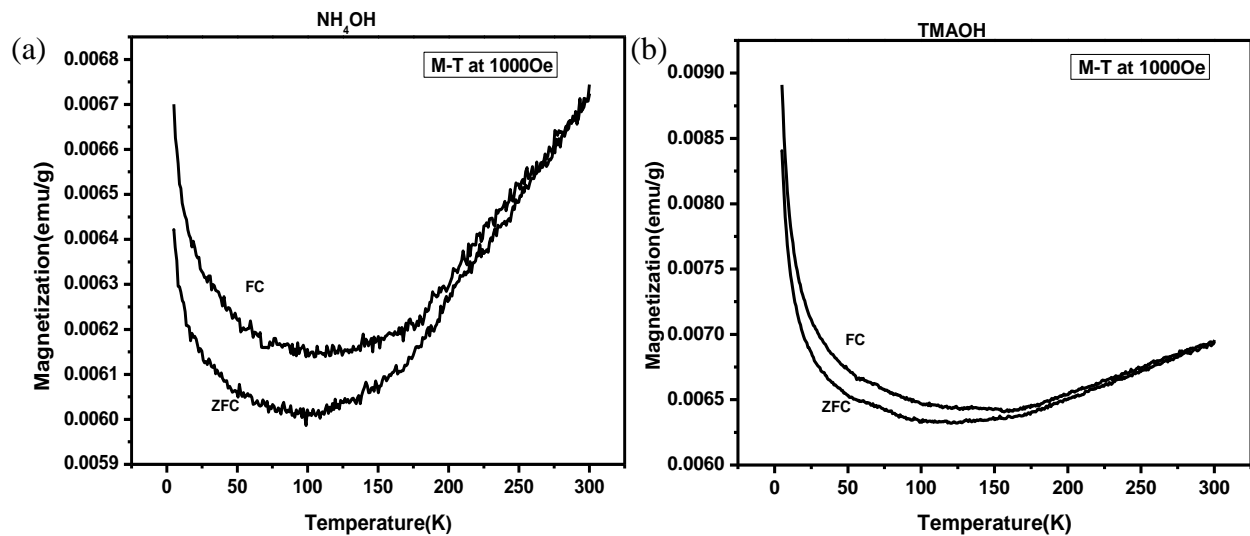 (a)
NH₄OH
M-T at 1000Oe
Magnetization(emu/g)
0.0068
0.0067
0.0066
0.0065
0.0064
0.0063
0.0062
0.0061
0.0060
0.0059
FC
ZFC
0 50 100 150 200 250 300
Temperature(K)
(b)
TMAOH
M-T at 1000Oe
Magnetization(emu/g)
0.0090
0.0085
0.0080
0.0075
0.0070
0.0065
0.0060
FC
ZFC
0 50 100 150 200 250 300
Temperature(K)